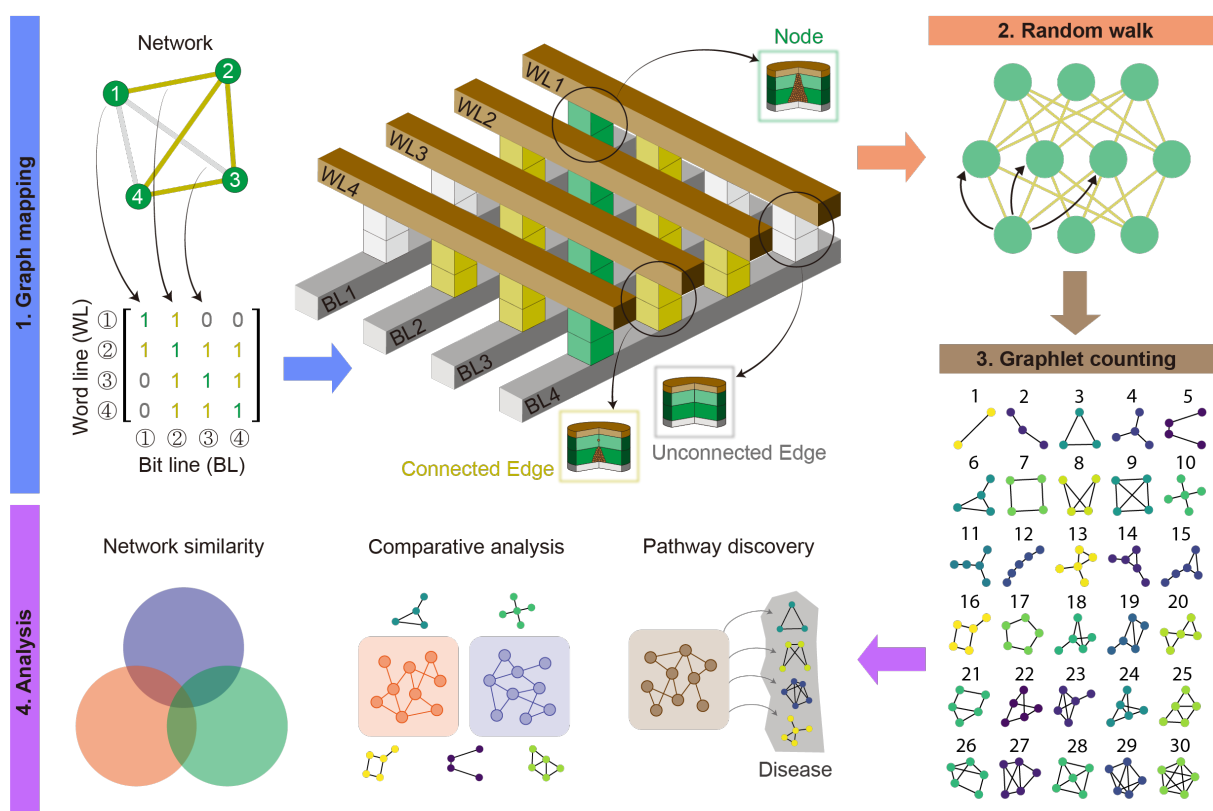 1. Graph mapping
Network
1
2
3
4
Word line (WL)
① 1 1 0 0
② 1 1 1 1
③ 0 1 1 1
④ 0 1 1 1
① ② ③ ④
Bit line (BL)
WL1
WL2
WL3
WL4
BL1
BL2
BL3
BL4
Node
Connected Edge
Unconnected Edge
2. Random walk
3. Graphlet counting
1 2 3 4 5
6 7 8 9 10
11 12 13 14 15
16 17 18 19 20
21 22 23 24 25
26 27 28 29 30
4. Analysis
Network similarity
Comparative analysis
Pathway discovery
Disease